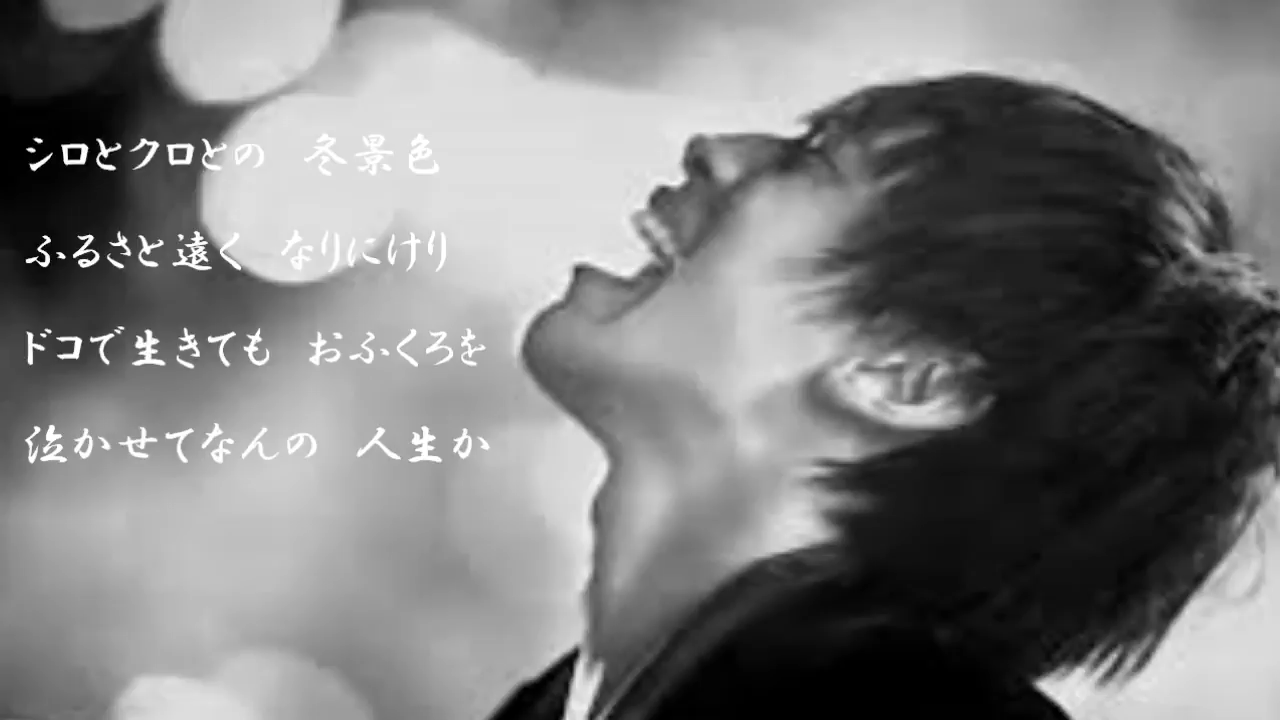 シロとクロとの　冬景色
ふるさと遠く　なりにけり
ドコで生きても　おふくろを
泣かせてなんの　人生か